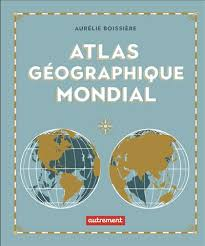 AURÉLIE BOISSIÈRE
ATLAS
GÉOGRAPHIQUE
MONDIAL
autrement